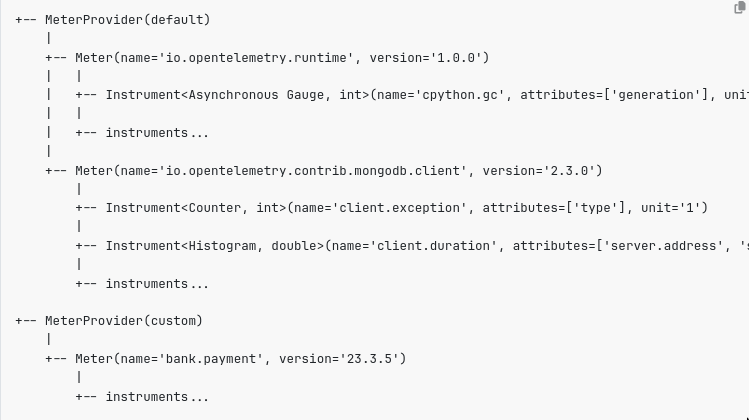 +-- MeterProvider(default)
    |
    +-- Meter(name='io.opentelemetry.runtime', version='1.0.0')
    |   |
    |   +-- Instrument<Asynchronous Gauge, int>(name='cpython.gc', attributes=['generation'], unit
    |   |
    |   +-- instruments...
    |
    +-- Meter(name='io.opentelemetry.contrib.mongodb.client', version='2.3.0')
        |
        +-- Instrument<Counter, int>(name='client.exception', attributes=['type'], unit='1')
        |
        +-- Instrument<Histogram, double>(name='client.duration', attributes=['server.address', 's
        |
        +-- instruments...

+-- MeterProvider(custom)
    |
    +-- Meter(name='bank.payment', version='23.3.5')
        |
        +-- instruments...